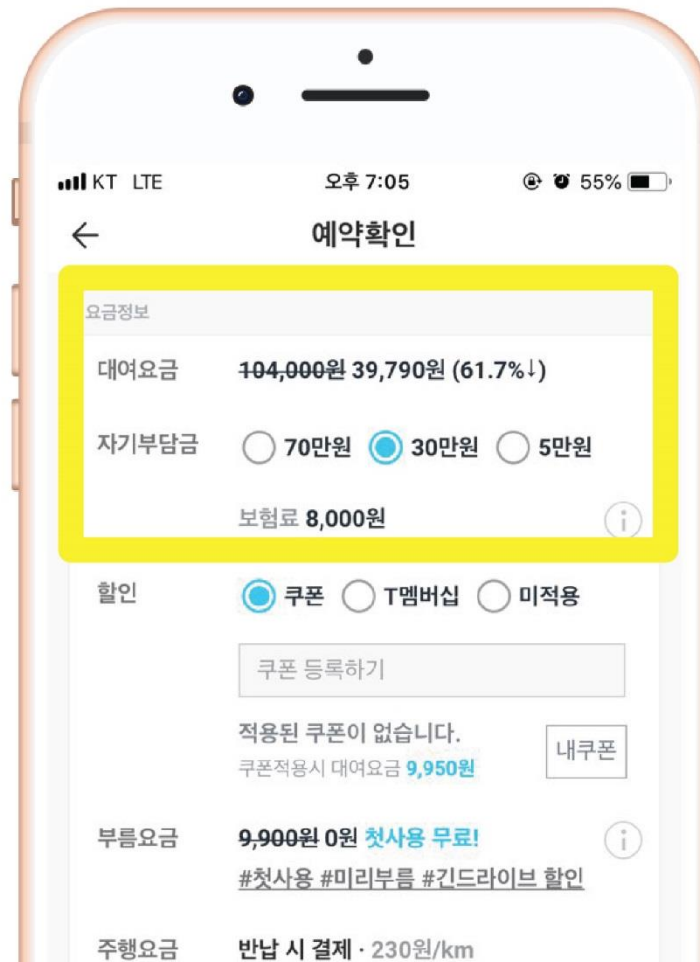 KT LTE 오후 7:05 55%
예약확인
요금정보
대여요금 104,000원 39,790원 (61.7%↓)
자기부담금 70만원 30만원 5만원
보험료 8,000원
할인 쿠폰 T멤버십 미적용
쿠폰 등록하기
적용된 쿠폰이 없습니다.
내쿠폰
쿠폰적용시 대여요금 9,950원
부름요금 9,900원 0원 첫사용 무료!
#첫사용 #미리부름 #긴드라이브 할인
주행요금 반납 시 결제 · 230원/km